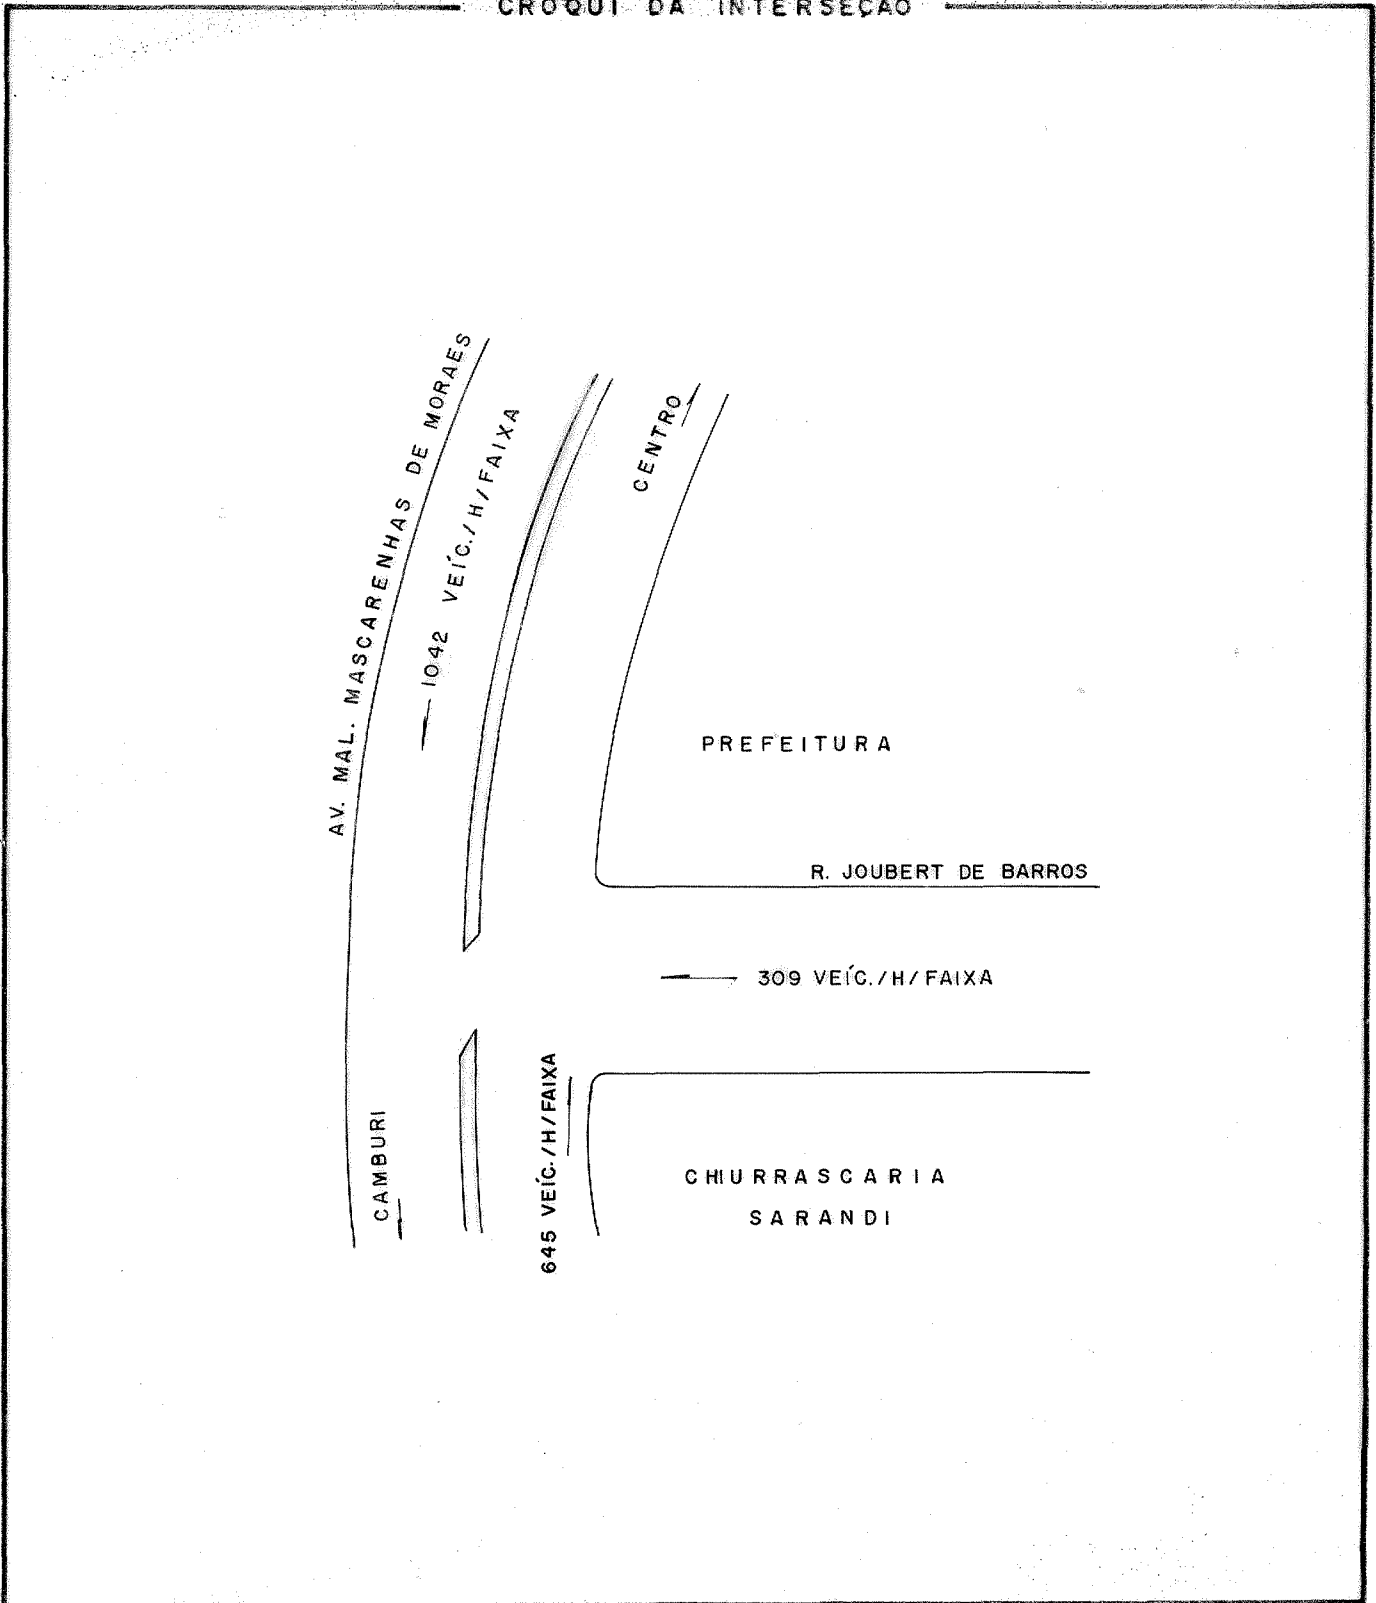 CROQUI DA INTERSEÇÃO
AV. MAL. MASCARENHAS DE MORAES
1042 VEÍC./H/FAIXA
CENTRO
PREFEITURA
R. JOUBERT DE BARROS
309 VEÍC./H/FAIXA
CAMBURI
645 VEÍC./H/FAIXA
CHURRASCARIA
SARANDI